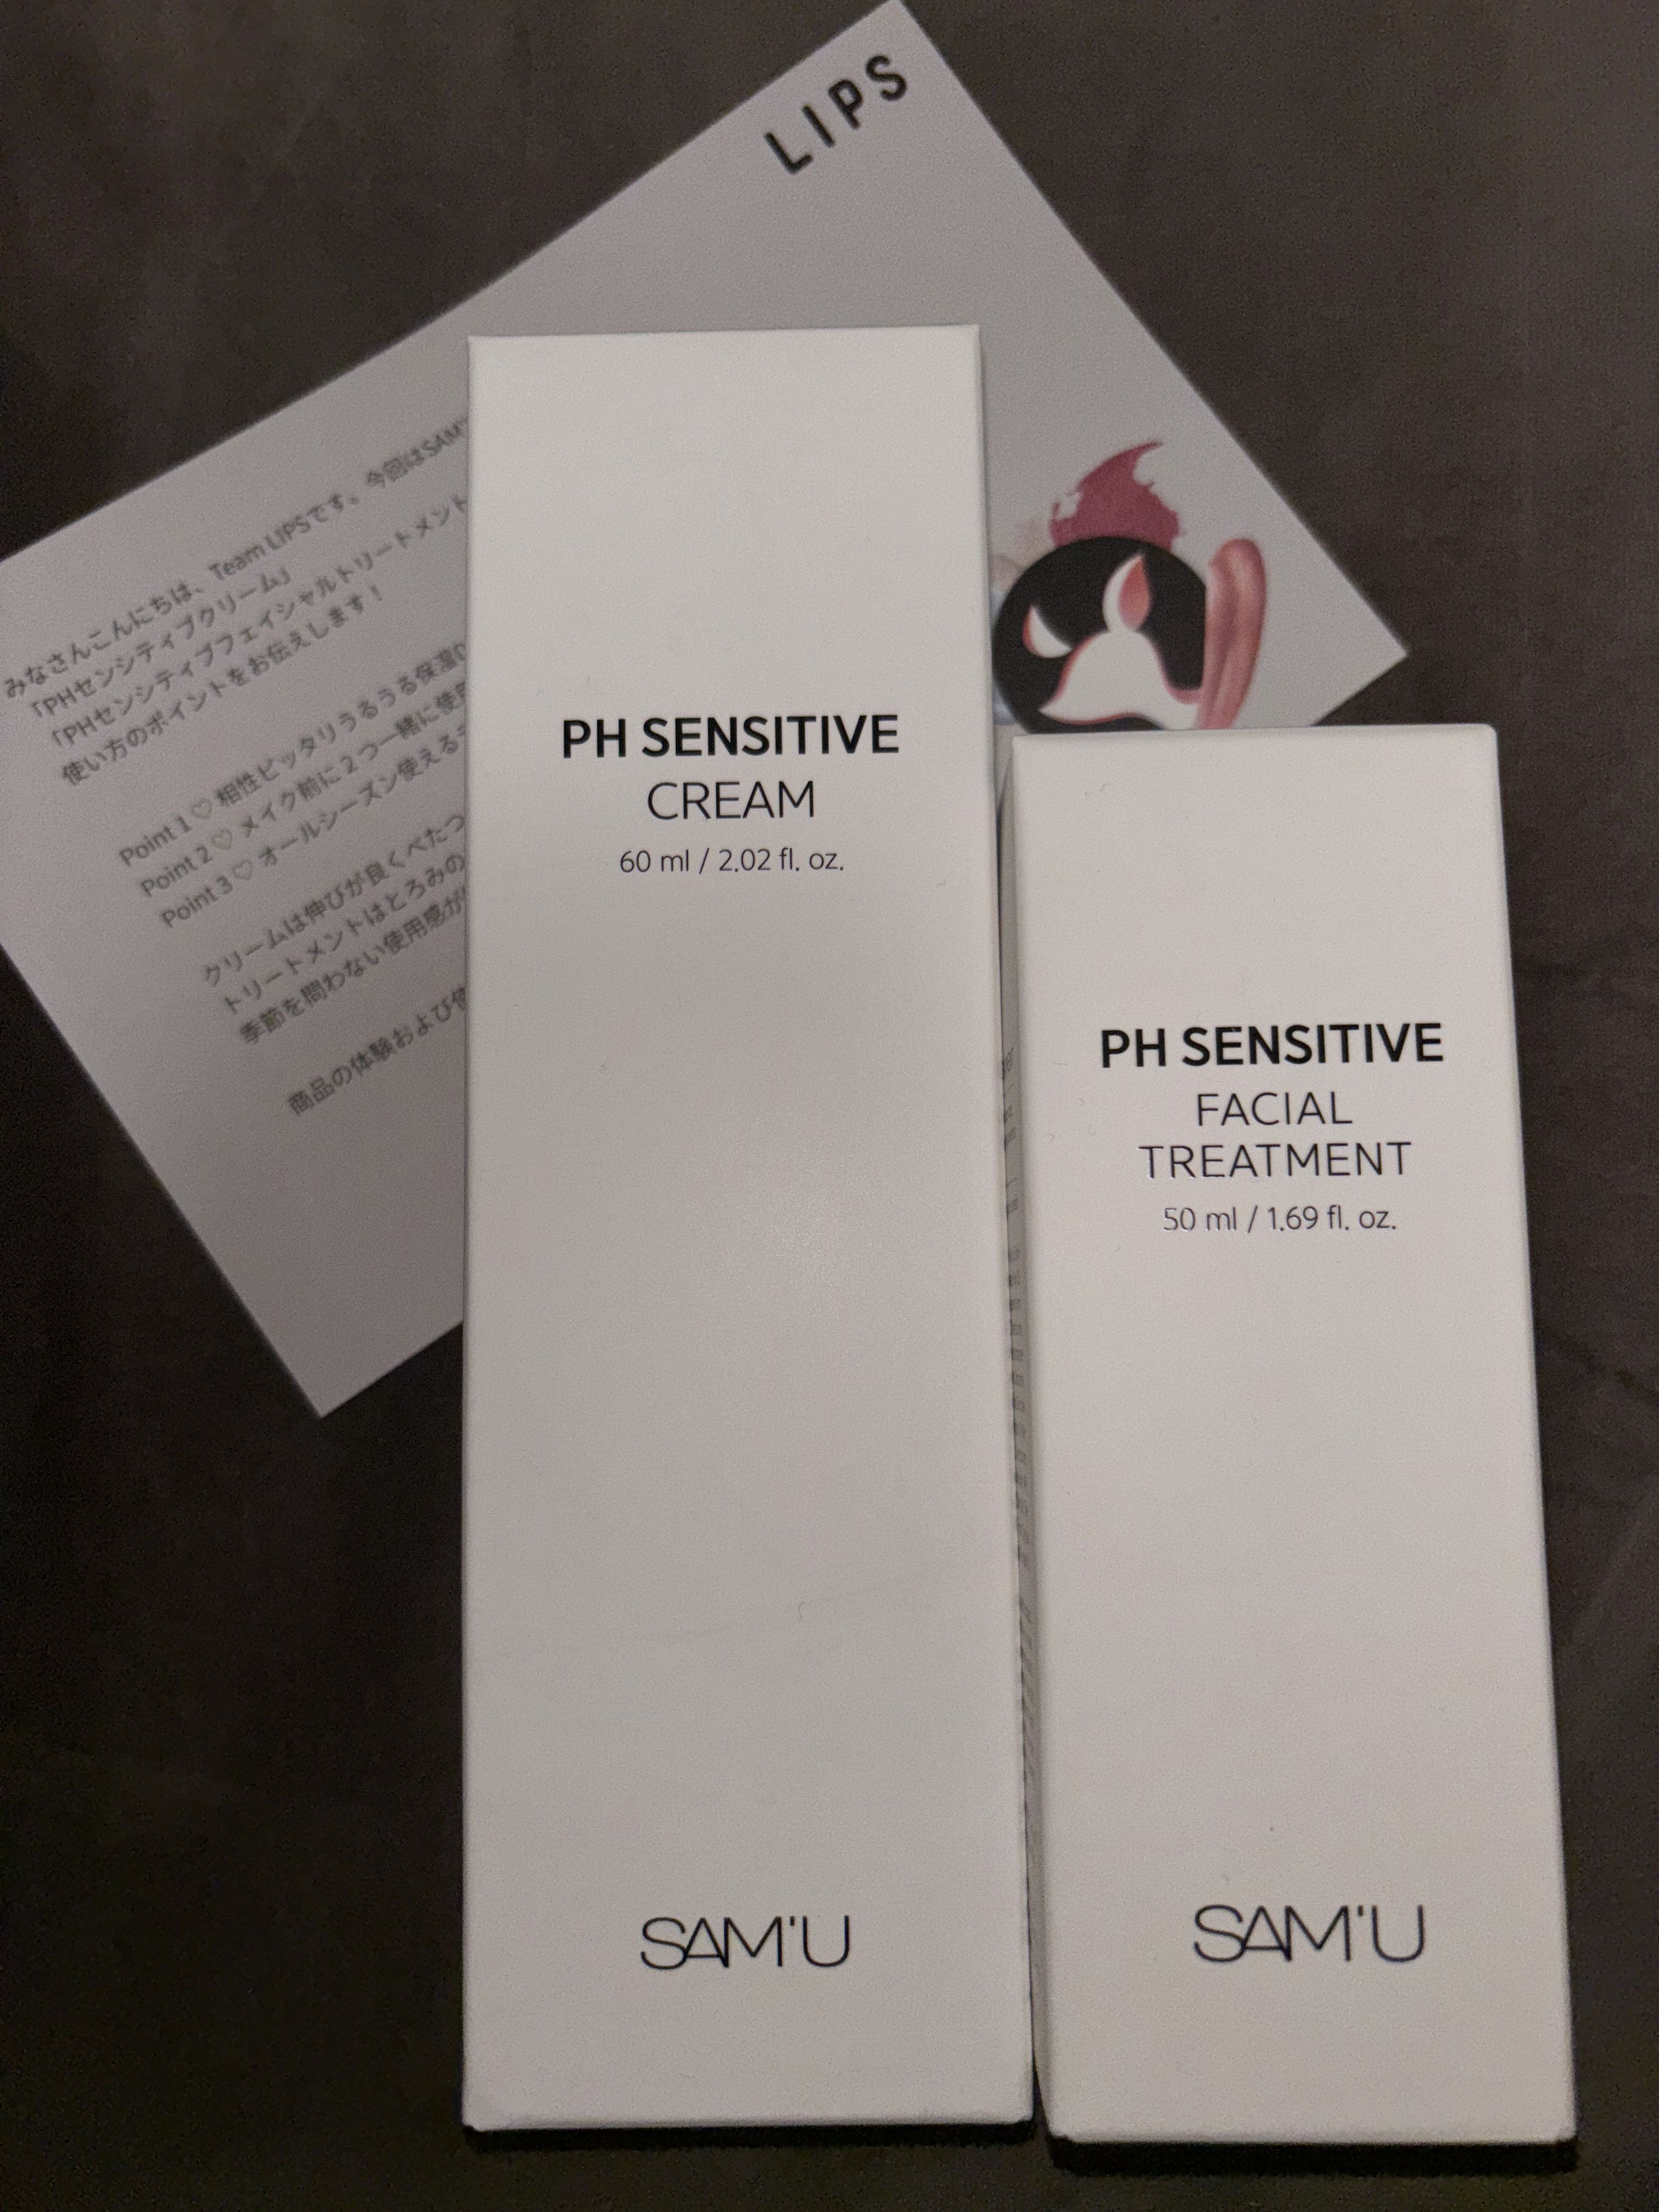 LIPS
みなさんこんにちは、Team LIPSです。今回はSAM'
「PHセンシティブクリーム」
「PHセンシティブフェイシャルトリートメント
使い方のポイントをお伝えします！
Point 1 ♡ 相性ピッタリうるうる保湿
Point 2 ♡ メイク前に２つ一緒に使用
Point 3 ♡ オールシーズン使える
クリームは伸びが良くべたつ
トリートメントはとろみの
季節を問わない使用感が
商品の体験および使
PH SENSITIVE
CREAM
60 ml / 2.02 fl. oz.
SAM'U
PH SENSITIVE
FACIAL
TREATMENT
50 ml / 1.69 fl. oz.
SAM'U